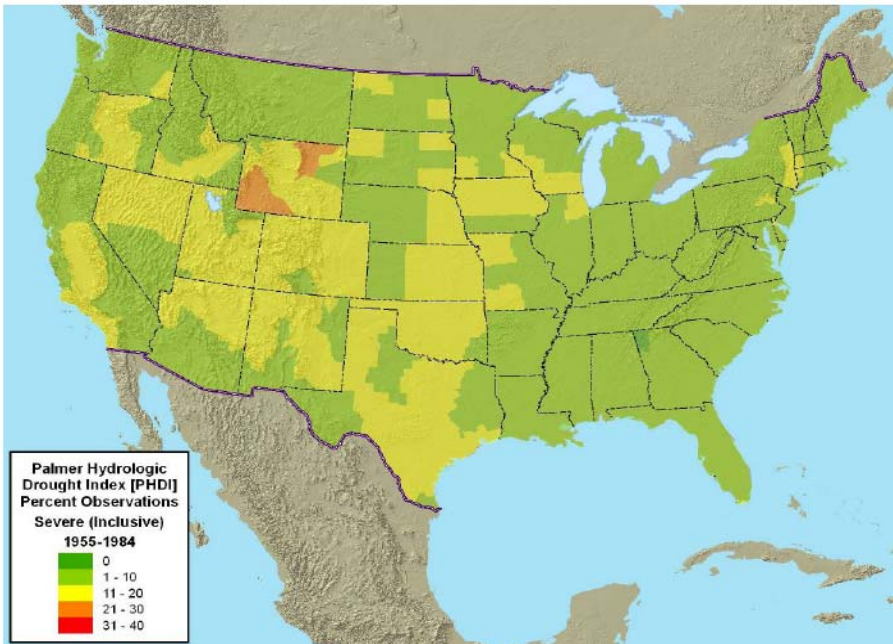 Palmer Hydrologic
Drought Index [PHDI]
Percent Observations
Severe (Inclusive)
1955-1984
0
1 - 10
11 - 20
21 - 30
31 - 40